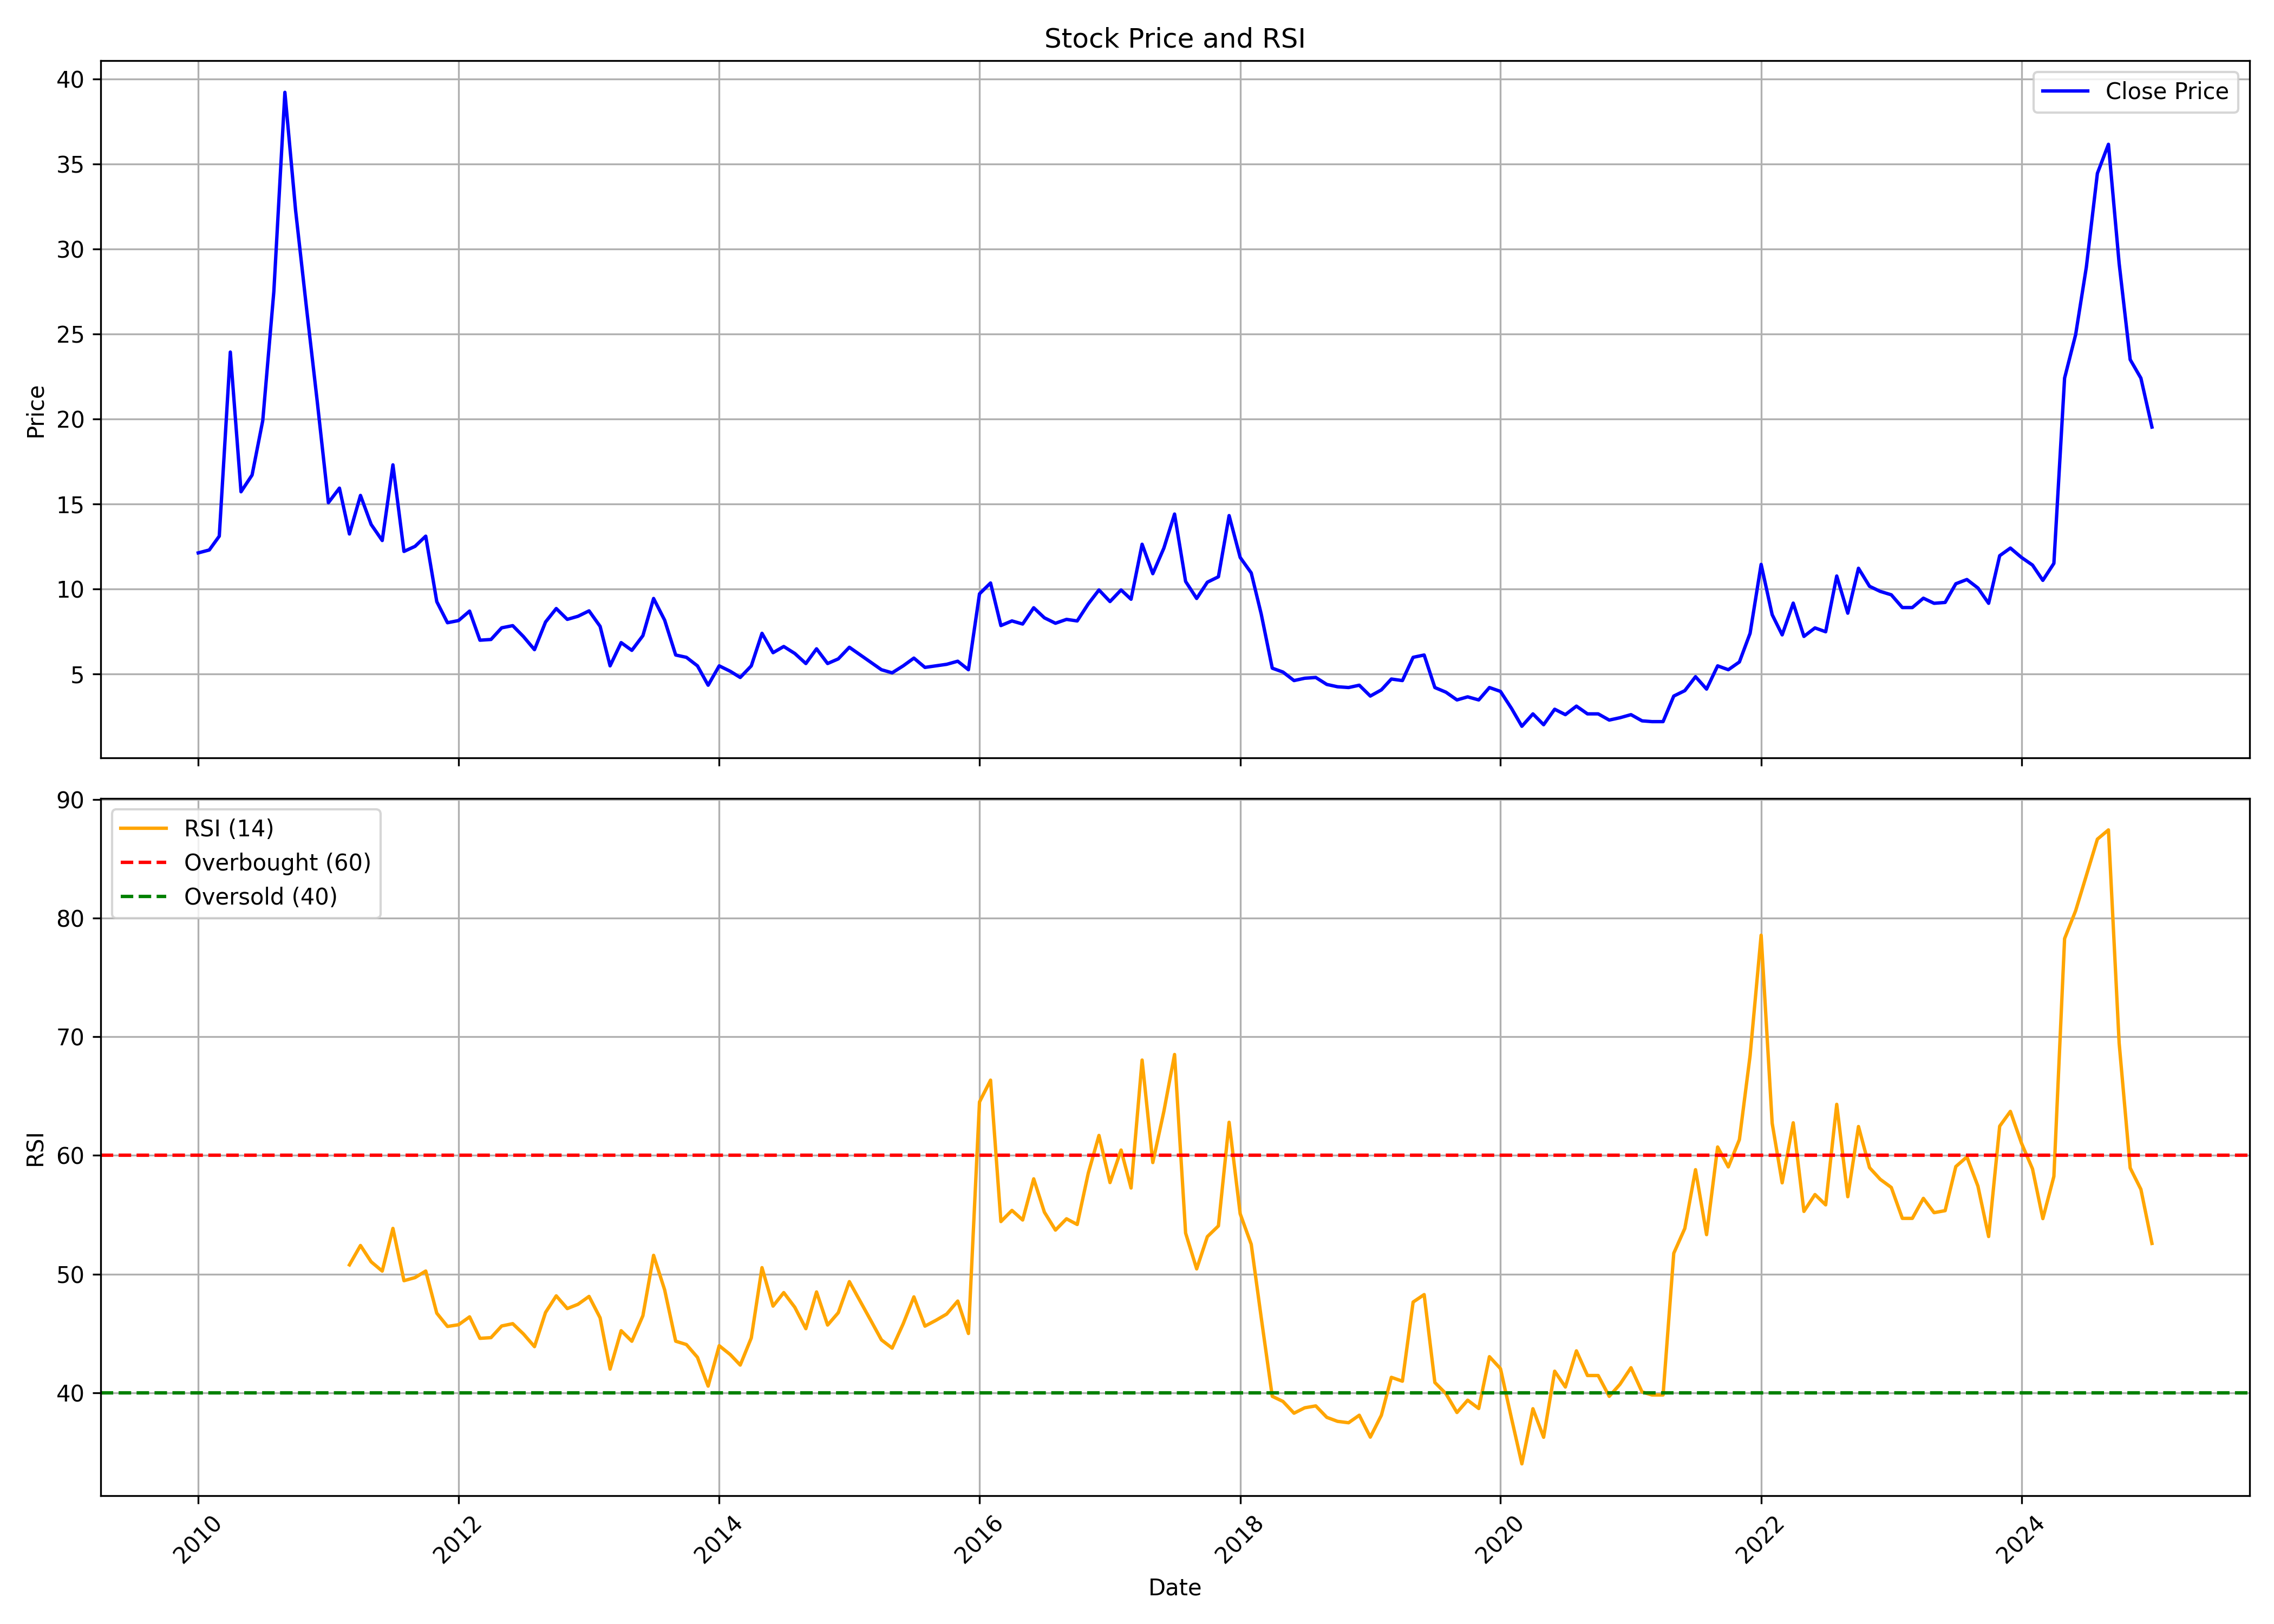 Stock Price and RSI
Close Price
Price
40
35
30
25
20
15
10
5
RSI (14)
Overbought (60)
Oversold (40)
RSI
90
80
70
60
50
40
2010
2012
2014
2016
2018
2020
2022
2024
Date